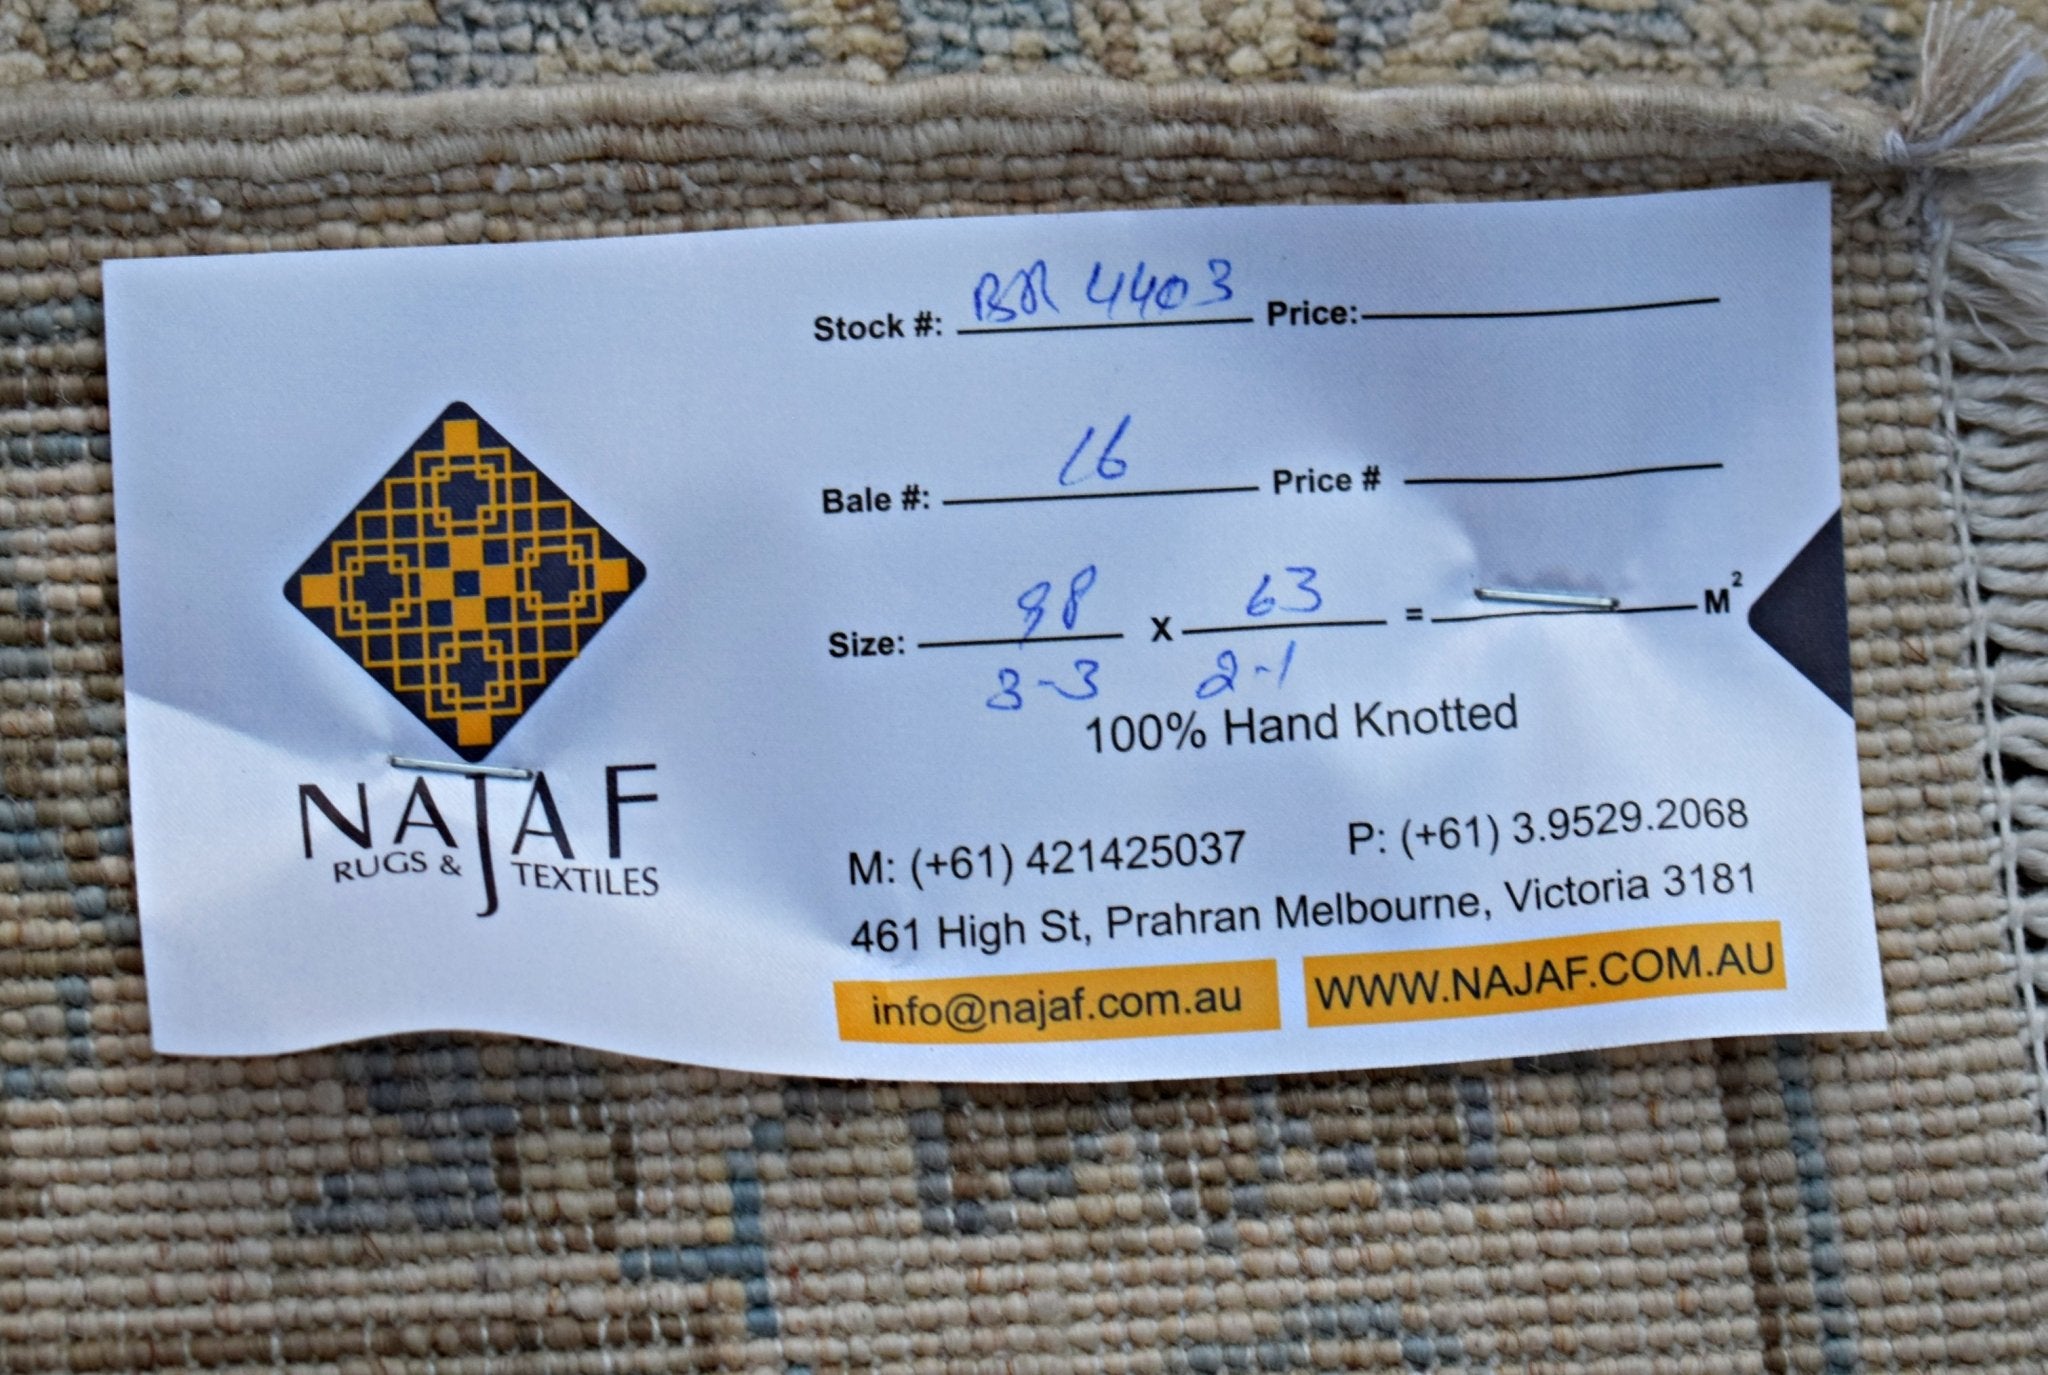 Stock #: BR 4403 Price:
Bale #: 16 Price #
Size: 98 x 63 = M²
3-3 2-1
100% Hand Knotted
NAJAF
RUGS & TEXTILES
M: (+61) 421425037 P: (+61) 3.9529.2068
461 High St, Prahran Melbourne, Victoria 3181
info@najaf.com.au WWW.NAJAF.COM.AU